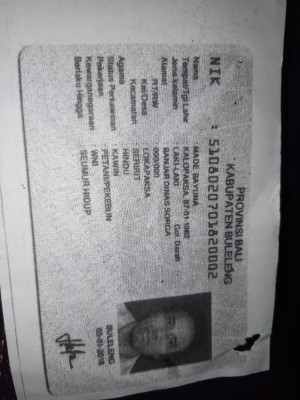 PROVINSI BALI
KABUPATEN BULELENG
NIK : 5108020701820002
Nama : MADE BAYUNA
Tempat/Tgl Lahir : KALOPAKSA, 07-01-1982
Jenis kelamin : LAKI-LAKI Gol. Darah
Alamat : BANJAR DINAS SORGA
RT/RW : 000/000
Kel/Desa : LOKAPAKSA
Kecamatan : SERIRIT
Agama : HINDU
Status Perkawinan : KAWIN
Pekerjaan : PETANI/PEKEBUN
Kewarganegaraan : WNI
Berlaku Hingga : SEUMUR HIDUP
BULELENG
03-01-2018